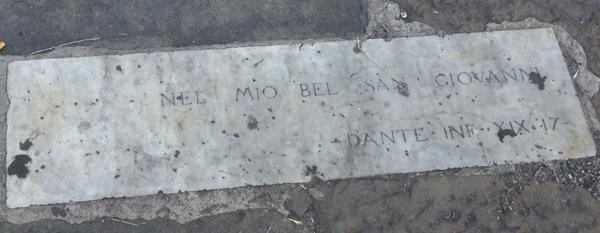 NEL MIO BEL SAN GIOVANNI
DANTE INF XIX 17